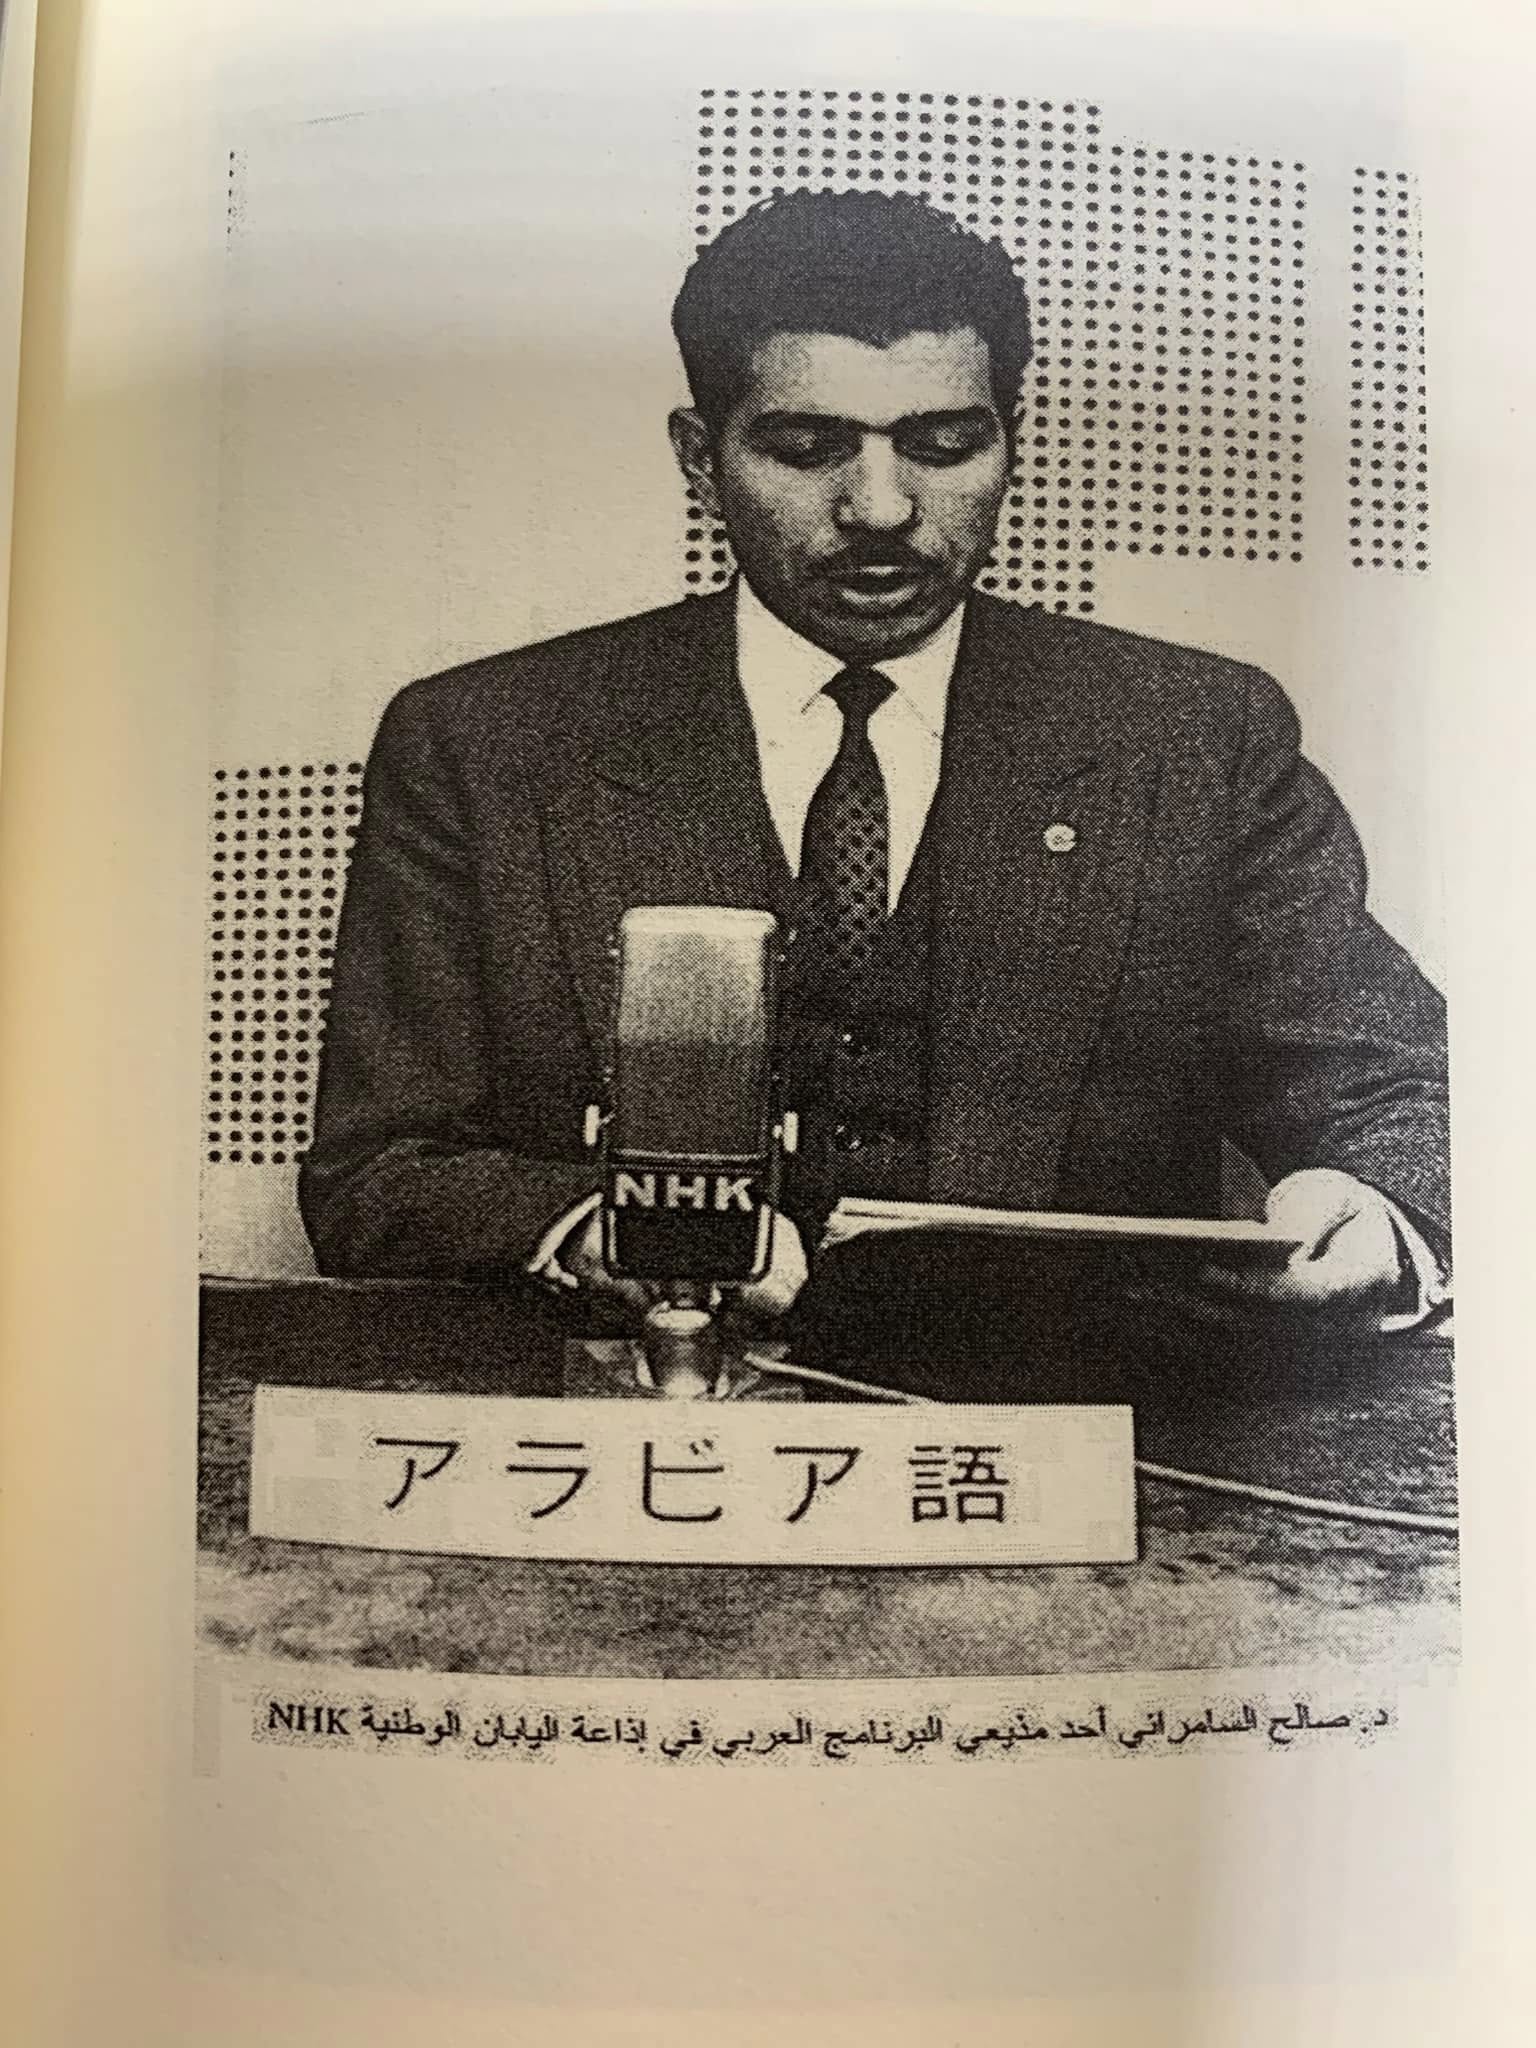 NHK
アラビア語
د. صالح السامرائي أحد مذيعي البرنامج العربي في إذاعة اليابان الوطنية NHK